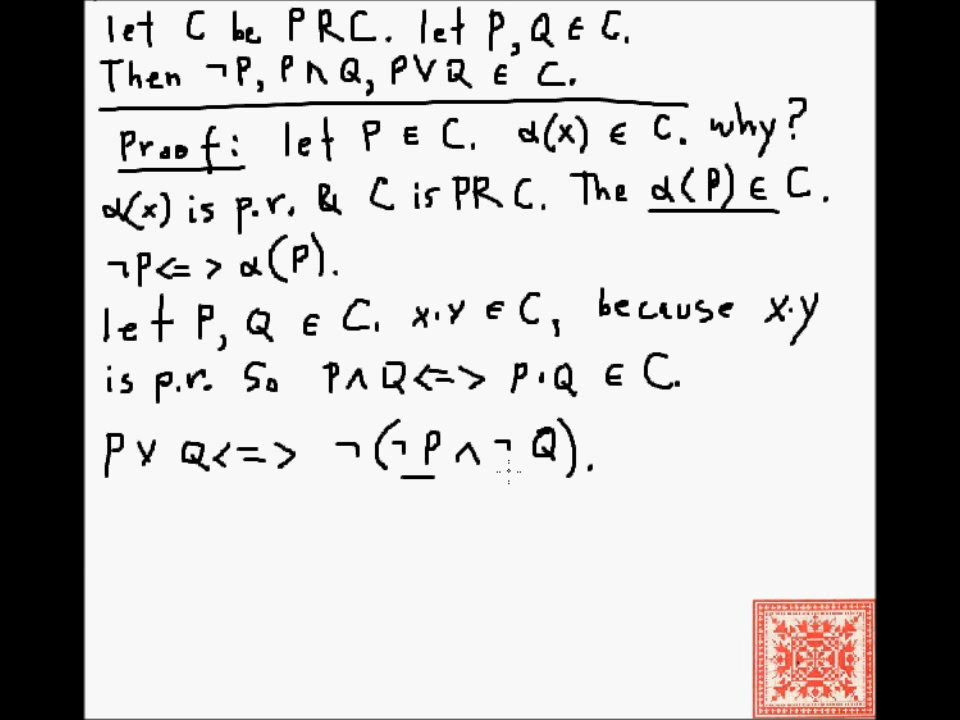 let C be PRC. let P, Q ∈ C.
Then ¬P, P∧Q, P∨Q ∈ C.
Proof: let P ∈ C. α(x) ∈ C. why?
α(x) is p.r. & C is PRC. The α(P) ∈ C.
¬P<=> α(P).
let P, Q ∈ C. x·y ∈ C, because x·y
is p.r. So P∧Q<=> P·Q ∈ C.
P∨Q<=> ¬(¬P∧¬Q).